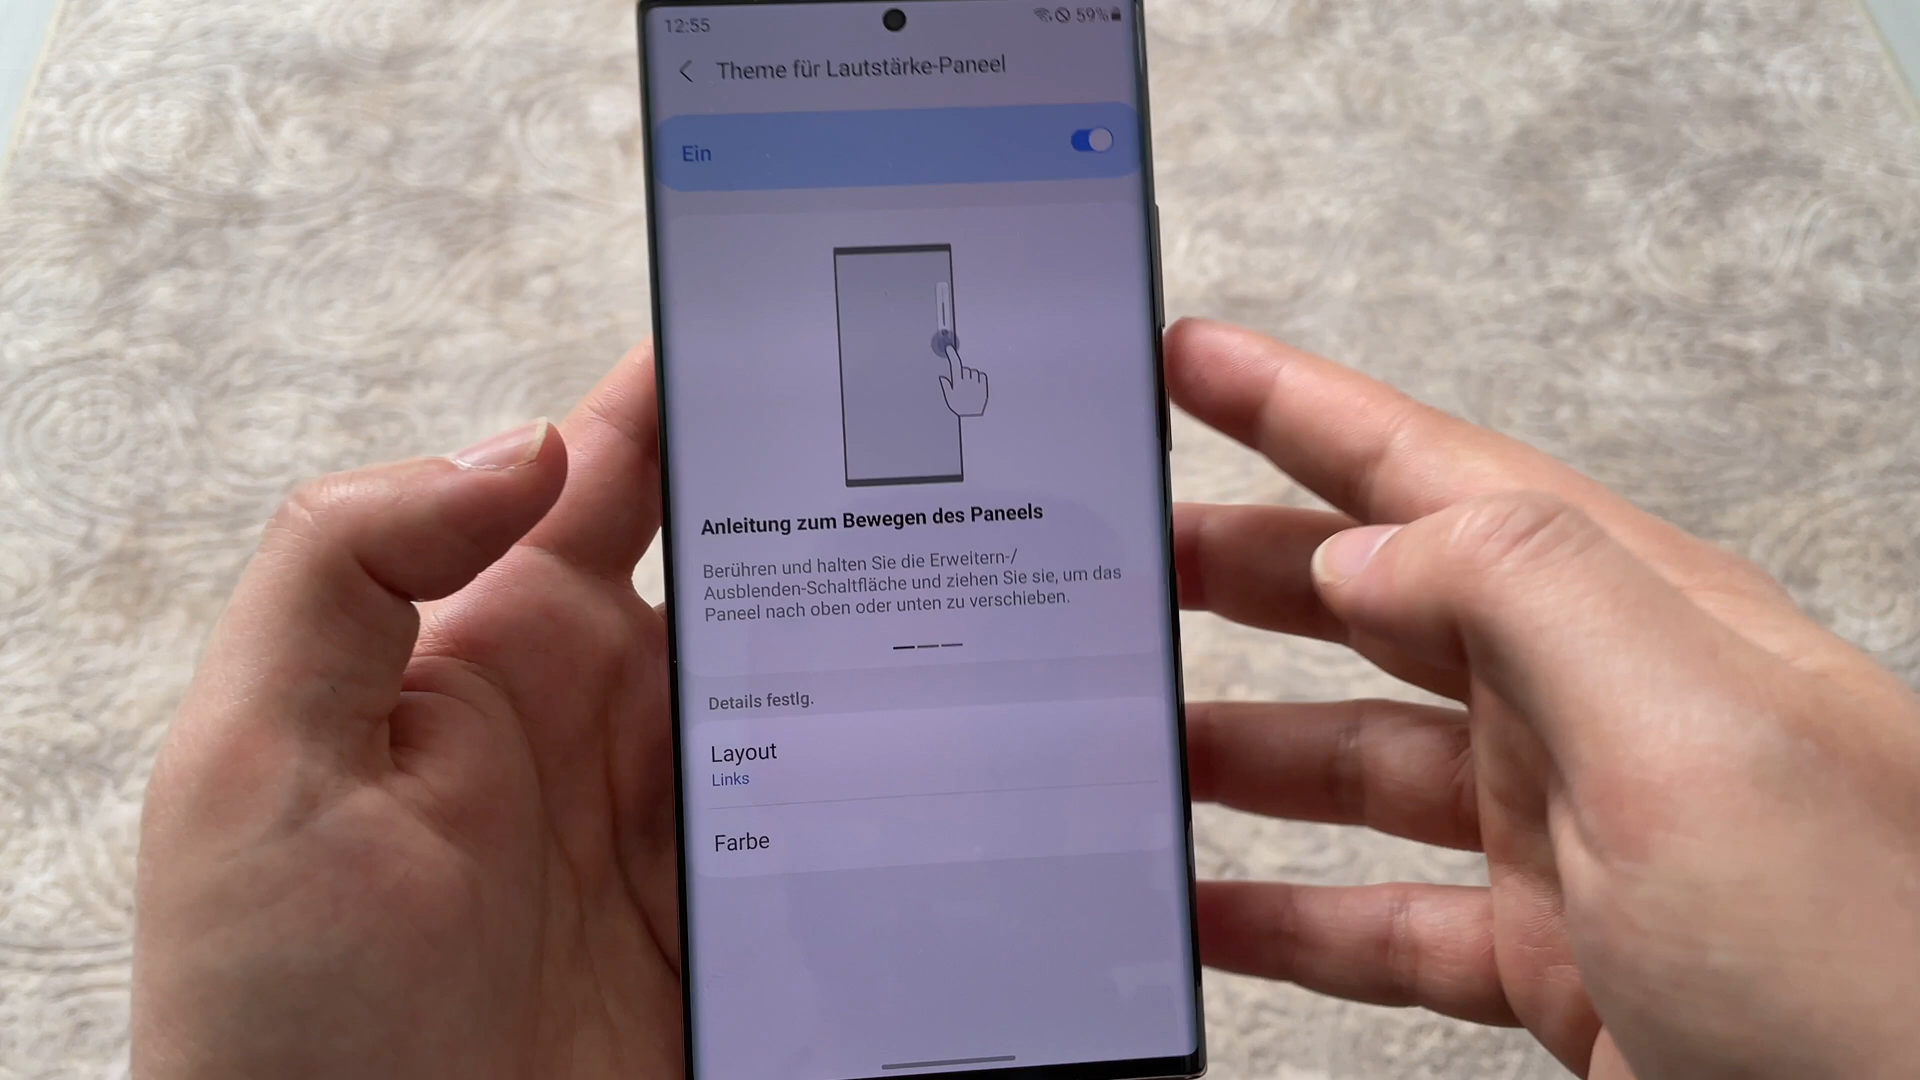 12:55
59%
Theme für Lautstärke-Paneel
Ein
Anleitung zum Bewegen des Paneels
Berühren und halten Sie die Erweitern-/
Ausblenden-Schaltfläche und ziehen Sie sie, um das
Paneel nach oben oder unten zu verschieben.
Details festlg.
Layout
Links
Farbe